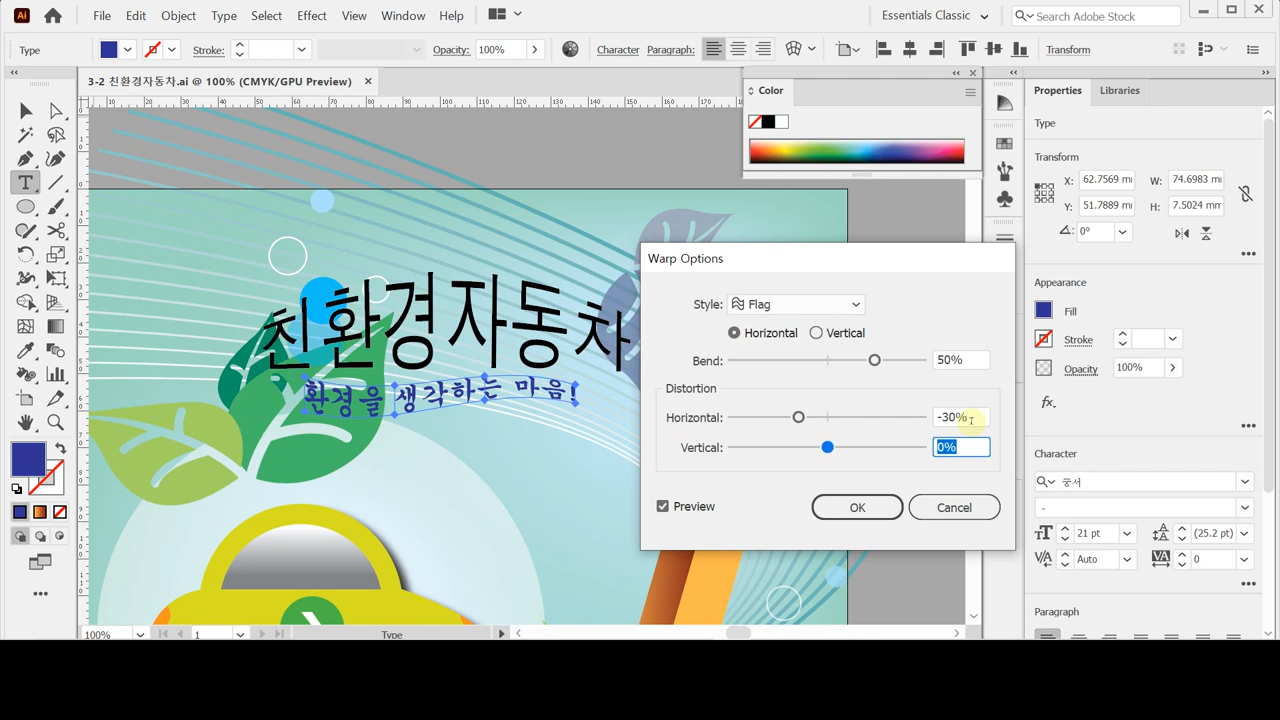 File Edit Object Type Select Effect View Window Help
Essentials Classic
Search Adobe Stock
Type
Stroke:
Opacity: 100%
Character Paragraph:
Transform
3-2 친환경자동차.ai @ 100% (CMYK/GPU Preview)
Color
Properties Libraries
Type
Transform
X: 62.7569 m W: 74.6983 m
Y: 51.7889 m H: 7.5024 mm
0°
Appearance
Fill
Stroke
Opacity 100%
fx
Character
궁서
-
21 pt (25.2 pt)
Auto 0
Paragraph
Warp Options
Style: Flag
Horizontal Vertical
Bend: 50%
Distortion
Horizontal: -30%
Vertical: 0%
Preview OK Cancel
친환경자동차
환경을 생각하는 마음!
100% 1 Type